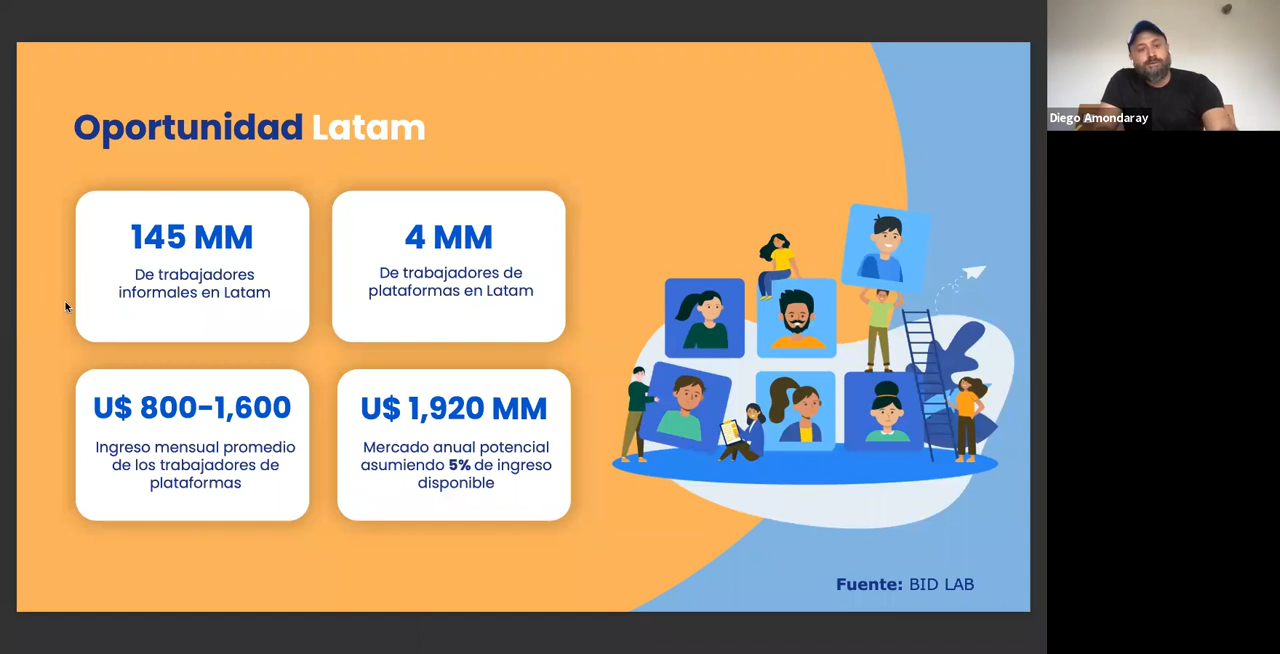 Oportunidad Latam
145 MM
De trabajadores
informales en Latam
4 MM
De trabajadores de
plataformas en Latam
U$ 800-1,600
Ingreso mensual promedio
de los trabajadores de
plataformas
U$ 1,920 MM
Mercado anual potencial
asumiendo 5% de ingreso
disponible
Fuente: BID LAB
Diego Amondaray